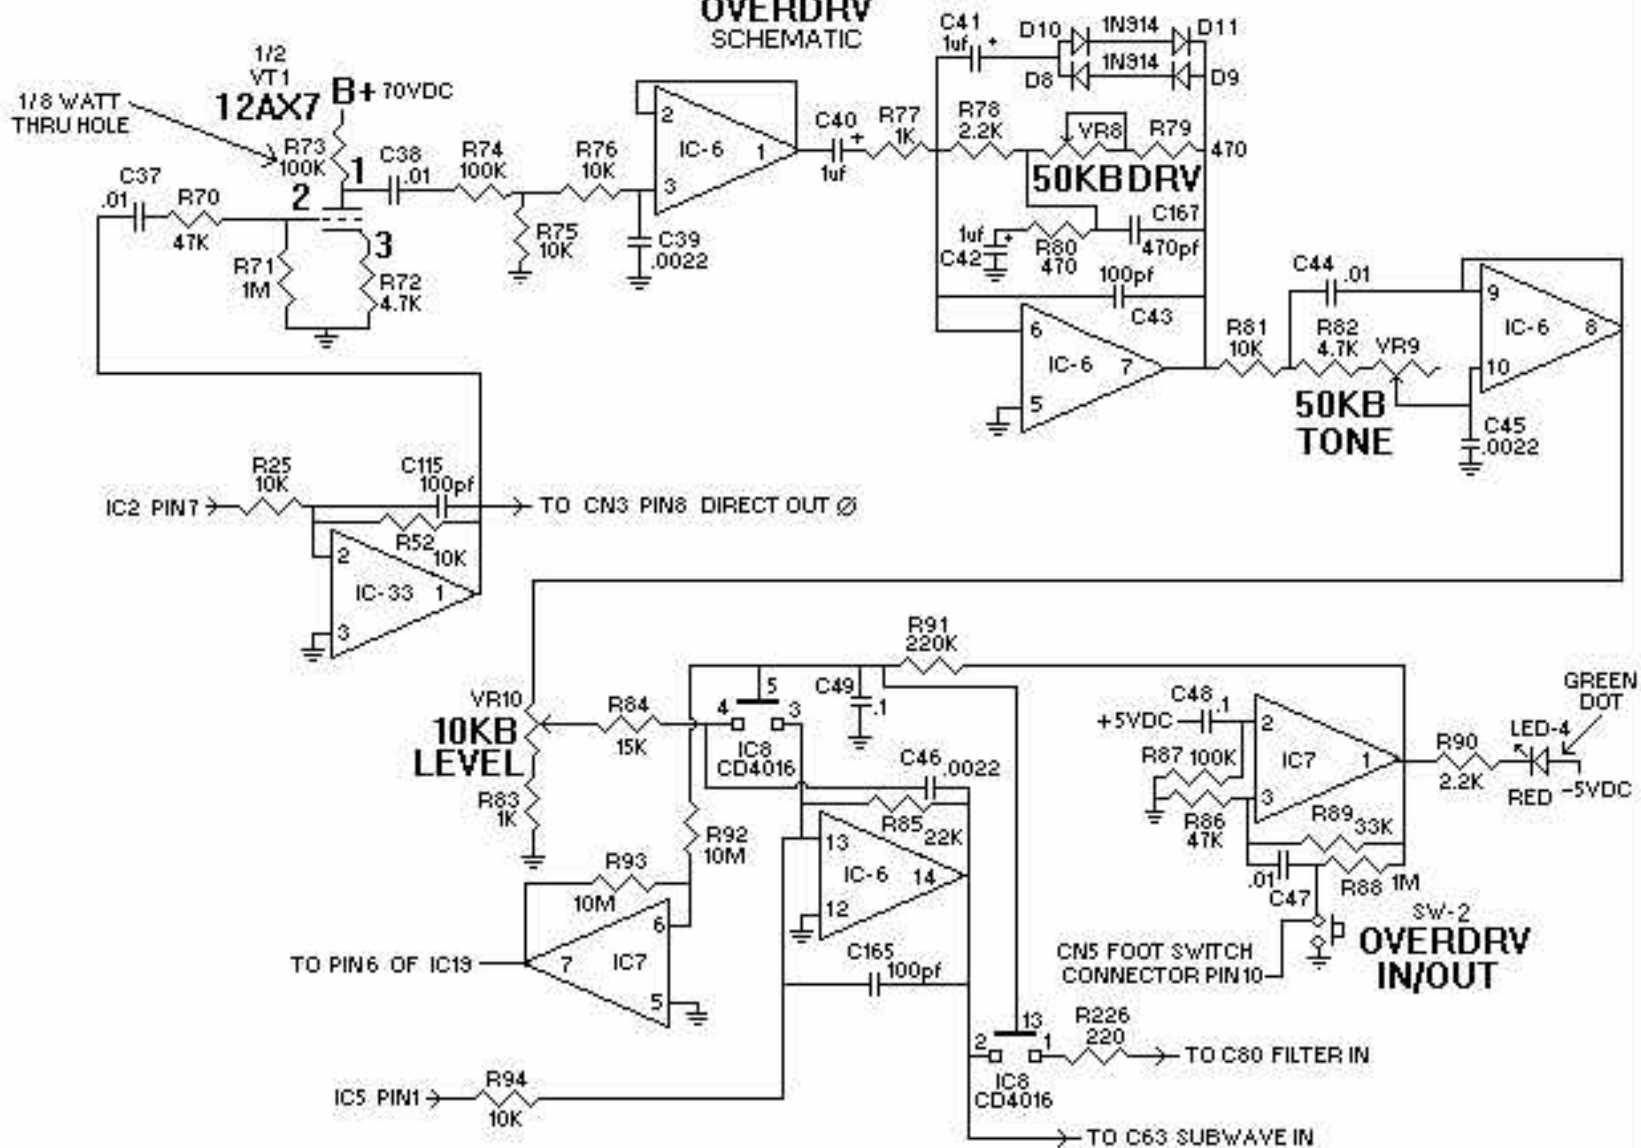 OVERDRV
SCHEMATIC
1/2
VT1
12AX7
B+ 70VDC
1/8 WATT
THRU HOLE
R73
100K
1
2
3
C37
.01
R70
47K
R71
1M
R72
4.7K
C38
.01
R74
100K
R75
10K
R76
10K
C39
.0022
2
3
IC-6
1
C40
1uf
+
R77
1K
C41
1uf
+
D10
1N914
D11
D8
1N914
D9
R78
2.2K
VR8
R79
470
50KB DRV
1uf
+
C42
R80
470
C167
470pf
100pf
C43
6
IC-6
7
5
R81
10K
C44
.01
R82
4.7K
VR9
50KB
TONE
9
IC-6
8
10
C45
.0022
IC2 PIN7
R25
10K
C115
100pf
TO CN3 PIN8 DIRECT OUT Ø
R52
10K
2
IC-33
1
3
VR10
10KB
LEVEL
R84
15K
R83
1K
4
5
3
IC8
CD4016
C49
.1
R91
220K
C46
.0022
R85
22K
R92
10M
R93
10M
13
IC-6
14
12
6
7
IC7
5
TO PIN6 OF IC19
C165
100pf
IC5 PIN1
R94
10K
+5VDC
C48
.1
2
IC7
1
3
R87
100K
R86
47K
R89
33K
.01
C47
R88
1M
R90
2.2K
LED-4
RED
GREEN
DOT
-5VDC
SW-2
OVERDRV
IN/OUT
CN5 FOOT SWITCH
CONNECTOR PIN10
2
13
1
IC8
CD4016
R226
220
TO C80 FILTER IN
TO C63 SUBWAVE IN